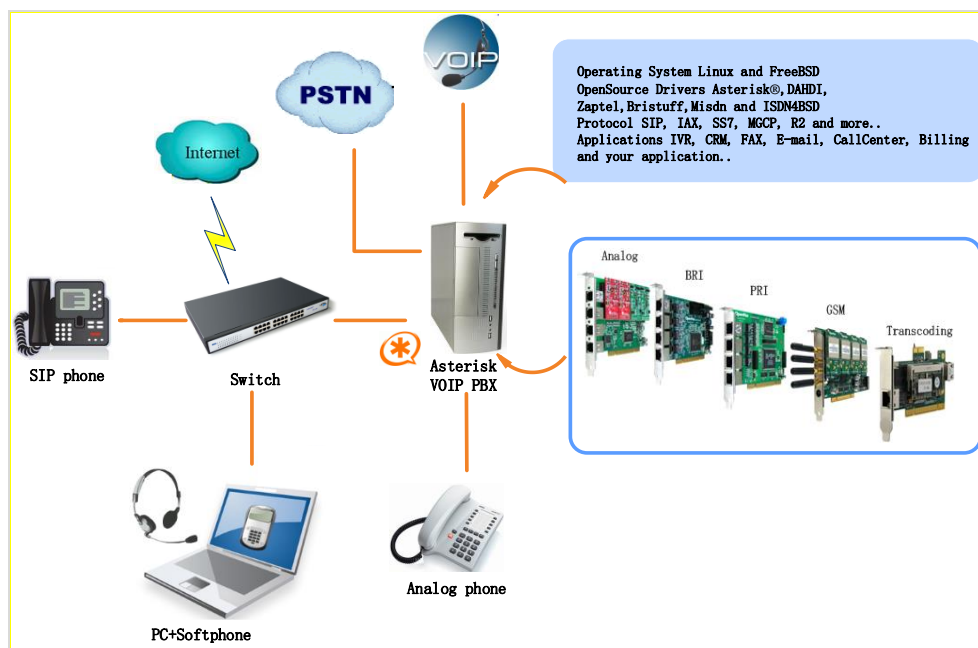 VOIP
PSTN
Internet
Operating System Linux and FreeBSD
OpenSource Drivers Asterisk®,DAHDI,
Zaptel,Bristuff,Misdn and ISDN4BSD
Protocol SIP, IAX, SS7, MGCP, R2 and more..
Applications IVR, CRM, FAX, E-mail, CallCenter, Billing
and your application..
Analog
BRI
PRI
GSM
Transcoding
SIP phone
Switch
Asterisk
VOIP PBX
Analog phone
PC+Softphone